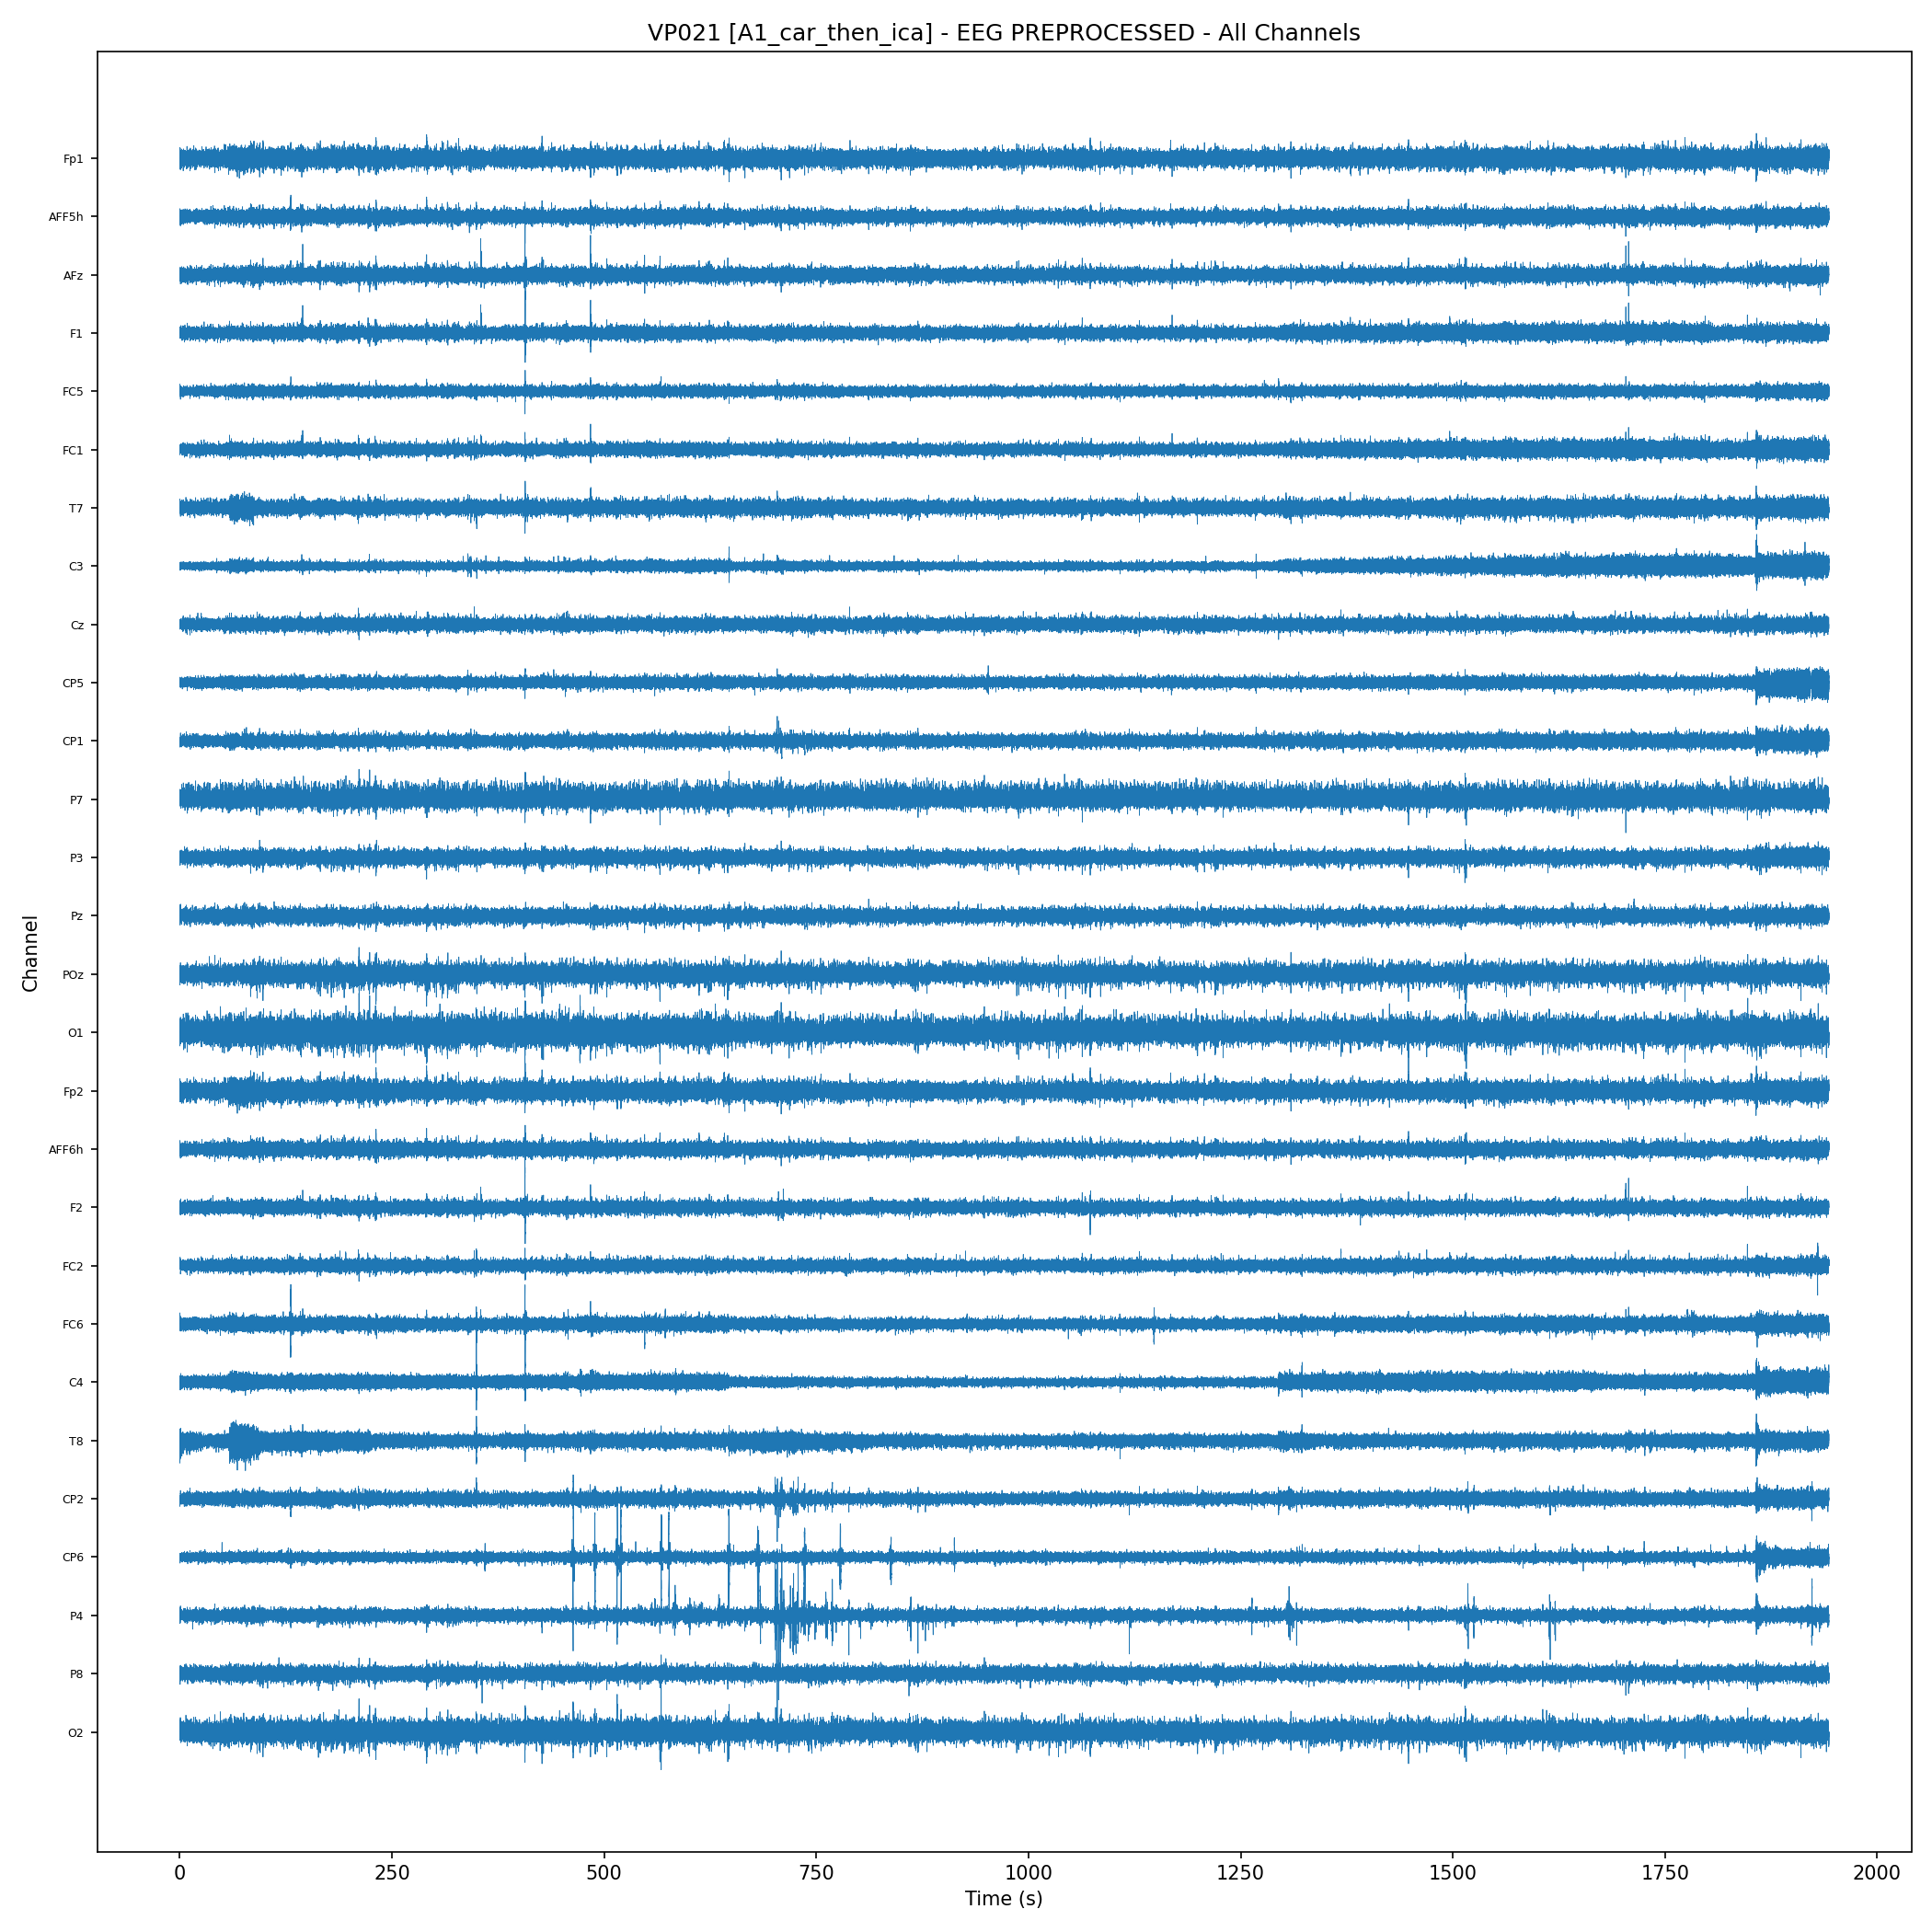 VP021 [A1_car_then_ica] - EEG PREPROCESSED - All Channels
Fp1
AFF5h
AFz
F1
FC5
FC1
T7
C3
Cz
CP5
CP1
P7
P3
Pz
POz
O1
Fp2
AFF6h
F2
FC2
FC6
C4
T8
CP2
CP6
P4
P8
O2
Channel
0 250 500 750 1000 1250 1500 1750 2000
Time (s)